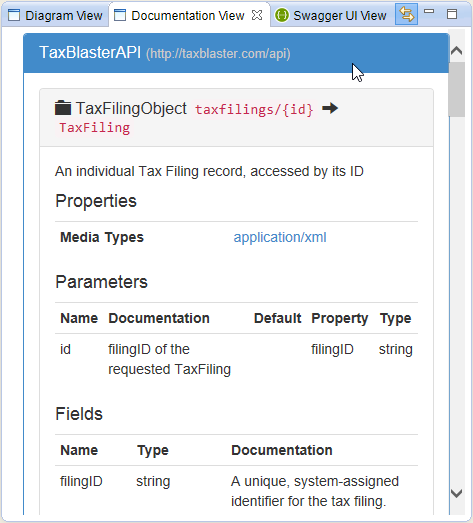 Diagram View Documentation View Swagger UI View
TaxBlasterAPI (http://taxblaster.com/api)
TaxFilingObject taxfilings/{id}
TaxFiling
An individual Tax Filing record, accessed by its ID
Properties
Media Types application/xml
Parameters
Name Documentation Default Property Type
id filingID of the filingID string
requested TaxFiling
Fields
Name Type Documentation
filingID string A unique, system-assigned
identifier for the tax filing.